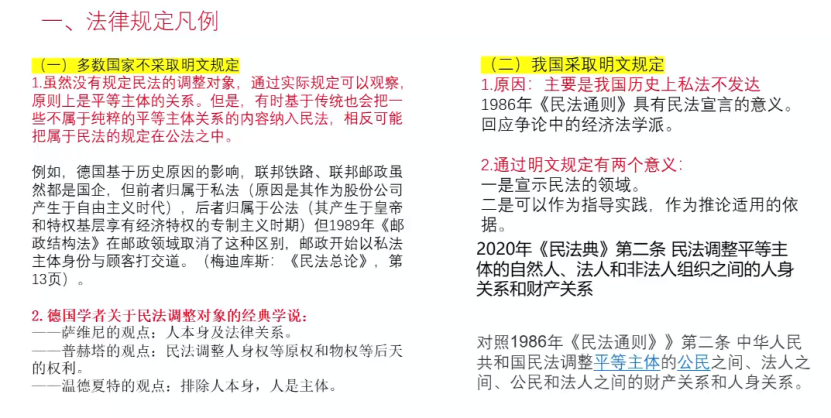 一、法律规定凡例
（一）多数国家不采取明文规定
1.虽然没有规定民法的调整对象，通过实际规定可以观察，
原则上是平等主体的关系。但是，有时基于传统也会把一
些不属于纯粹的平等主体关系的内容纳入民法，相反可能
把属于民法的规定在公法之中。
例如，德国基于历史原因的影响，联邦铁路、联邦邮政虽
然都是国企，但前者归属于私法（原因是其作为股份公司
产生于自由主义时代），后者归属于公法（其产生于皇帝
和特权基层享有经济特权的专制主义时期）但1989年《邮
政结构法》在邮政领域取消了这种区别，邮政开始以私法
主体身份与顾客打交道。（梅迪库斯：《民法总论》，第
13页）。
2.德国学者关于民法调整对象的经典学说：
——萨维尼的观点：人本身及法律关系。
——普赫塔的观点：民法调整人身权等原权和物权等后天
的权利。
——温德夏特的观点：排除人本身，人是主体。
（二）我国采取明文规定
1.原因：主要是我国历史上私法不发达
1986年《民法通则》具有民法宣言的意义。
回应争论中的经济法学派。
2.通过明文规定有两个意义：
一是宣示民法的领域。
二是可以作为指导实践，作为推论适用的依
据。
2020年《民法典》第二条 民法调整平等主
体的自然人、法人和非法人组织之间的人身
关系和财产关系
对照1986年《民法通则》》第二条 中华人民
共和国民法调整平等主体的公民之间、法人之
间、公民和法人之间的财产关系和人身关系。